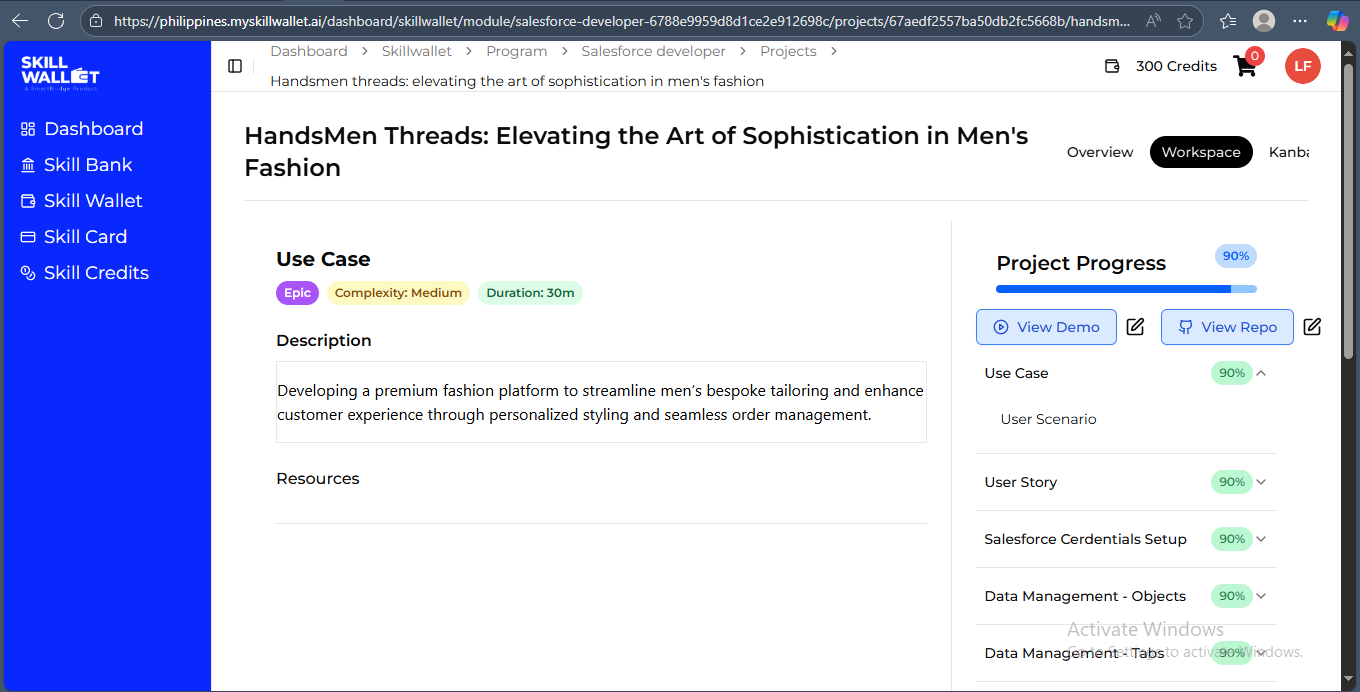 https://philippines.myskillwallet.ai/dashboard/skillwallet/module/salesforce-developer-6788e9959d8d1ce2e912698c/projects/67aedf2557ba50db2fc5668b/handsm...
SKILL
WALLET
A SmartBridge Product
Dashboard
Skill Bank
Skill Wallet
Skill Card
Skill Credits
Dashboard > Skillwallet > Program > Salesforce developer > Projects >
Handsmen threads: elevating the art of sophistication in men's fashion
300 Credits
0
LF
HandsMen Threads: Elevating the Art of Sophistication in Men's
Fashion
Overview
Workspace
Kanba
Use Case
Epic
Complexity: Medium
Duration: 30m
Description
Developing a premium fashion platform to streamline men's bespoke tailoring and enhance
customer experience through personalized styling and seamless order management.
Resources
Project Progress
90%
View Demo
View Repo
Use Case
90%
User Scenario
User Story
90%
Salesforce Cerdentials Setup
90%
Data Management - Objects
90%
Data Management - Tabs
90%
Activate Windows
Go to Settings to activate Windows.